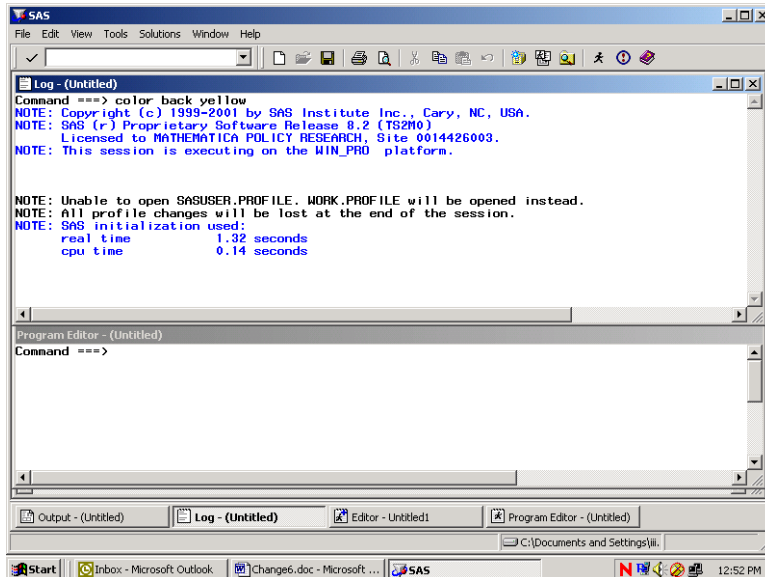 SAS
File Edit View Tools Solutions Window Help
Log - (Untitled)
Command ===> color back yellow
NOTE: Copyright (c) 1999-2001 by SAS Institute Inc., Cary, NC, USA.
NOTE: SAS (r) Proprietary Software Release 8.2 (TS2M0)
Licensed to MATHEMATICA POLICY RESEARCH, Site 0014426003.
NOTE: This session is executing on the WIN_PRO platform.
NOTE: Unable to open SASUSER.PROFILE. WORK.PROFILE will be opened instead.
NOTE: All profile changes will be lost at the end of the session.
NOTE: SAS initialization used:
real time 1.32 seconds
cpu time 0.14 seconds
Program Editor - (Untitled)
Command ===>
Output - (Untitled) Log - (Untitled) Editor - Untitled1 Program Editor - (Untitled)
C:\Documents and Settings\iii.
Start Inbox - Microsoft Outlook Change6.doc - Microsoft ... SAS N 12:52 PM